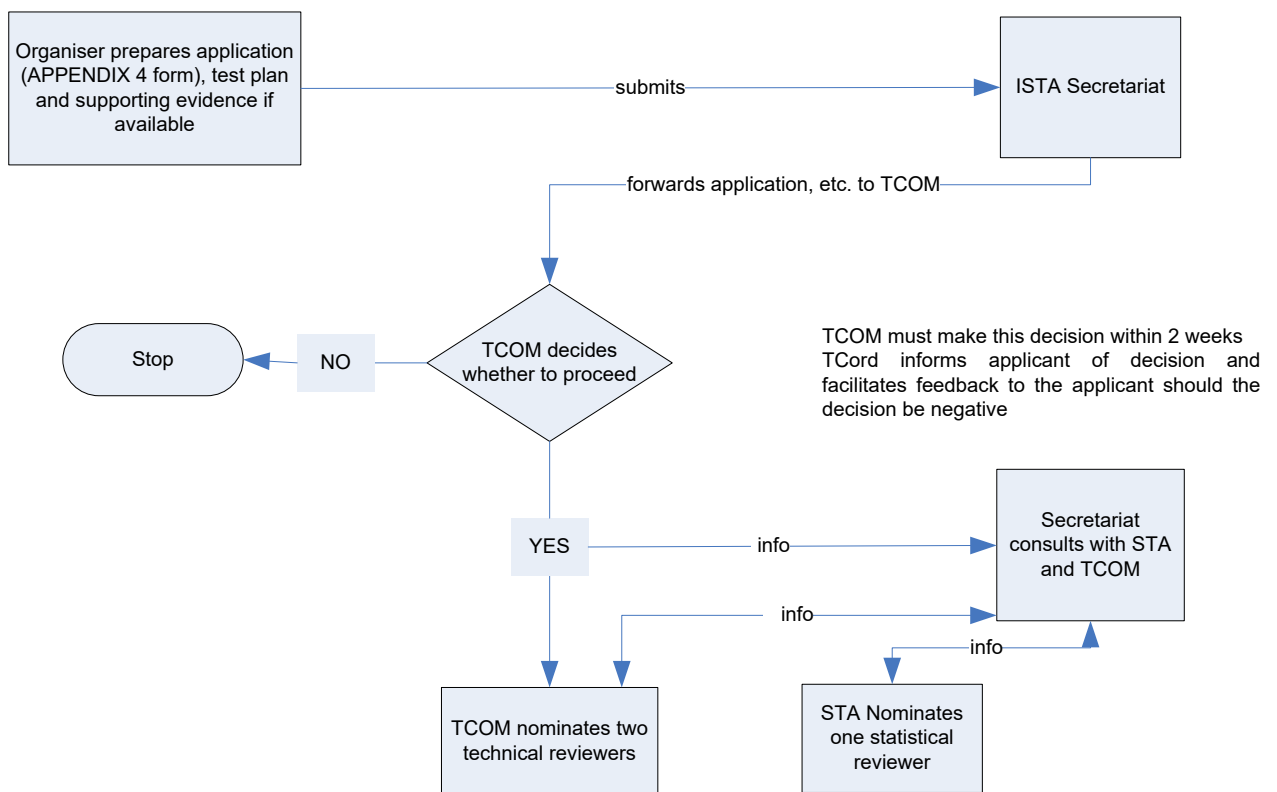 Organiser prepares application
(APPENDIX 4 form), test plan
and supporting evidence if
available
submits
ISTA Secretariat
forwards application, etc. to TCOM
TCOM decides
whether to proceed
NO
Stop
TCOM must make this decision within 2 weeks
TCord informs applicant of decision and
facilitates feedback to the applicant should the
decision be negative
YES
info
Secretariat
consults with STA
and TCOM
info
info
TCOM nominates two
technical reviewers
STA Nominates
one statistical
reviewer